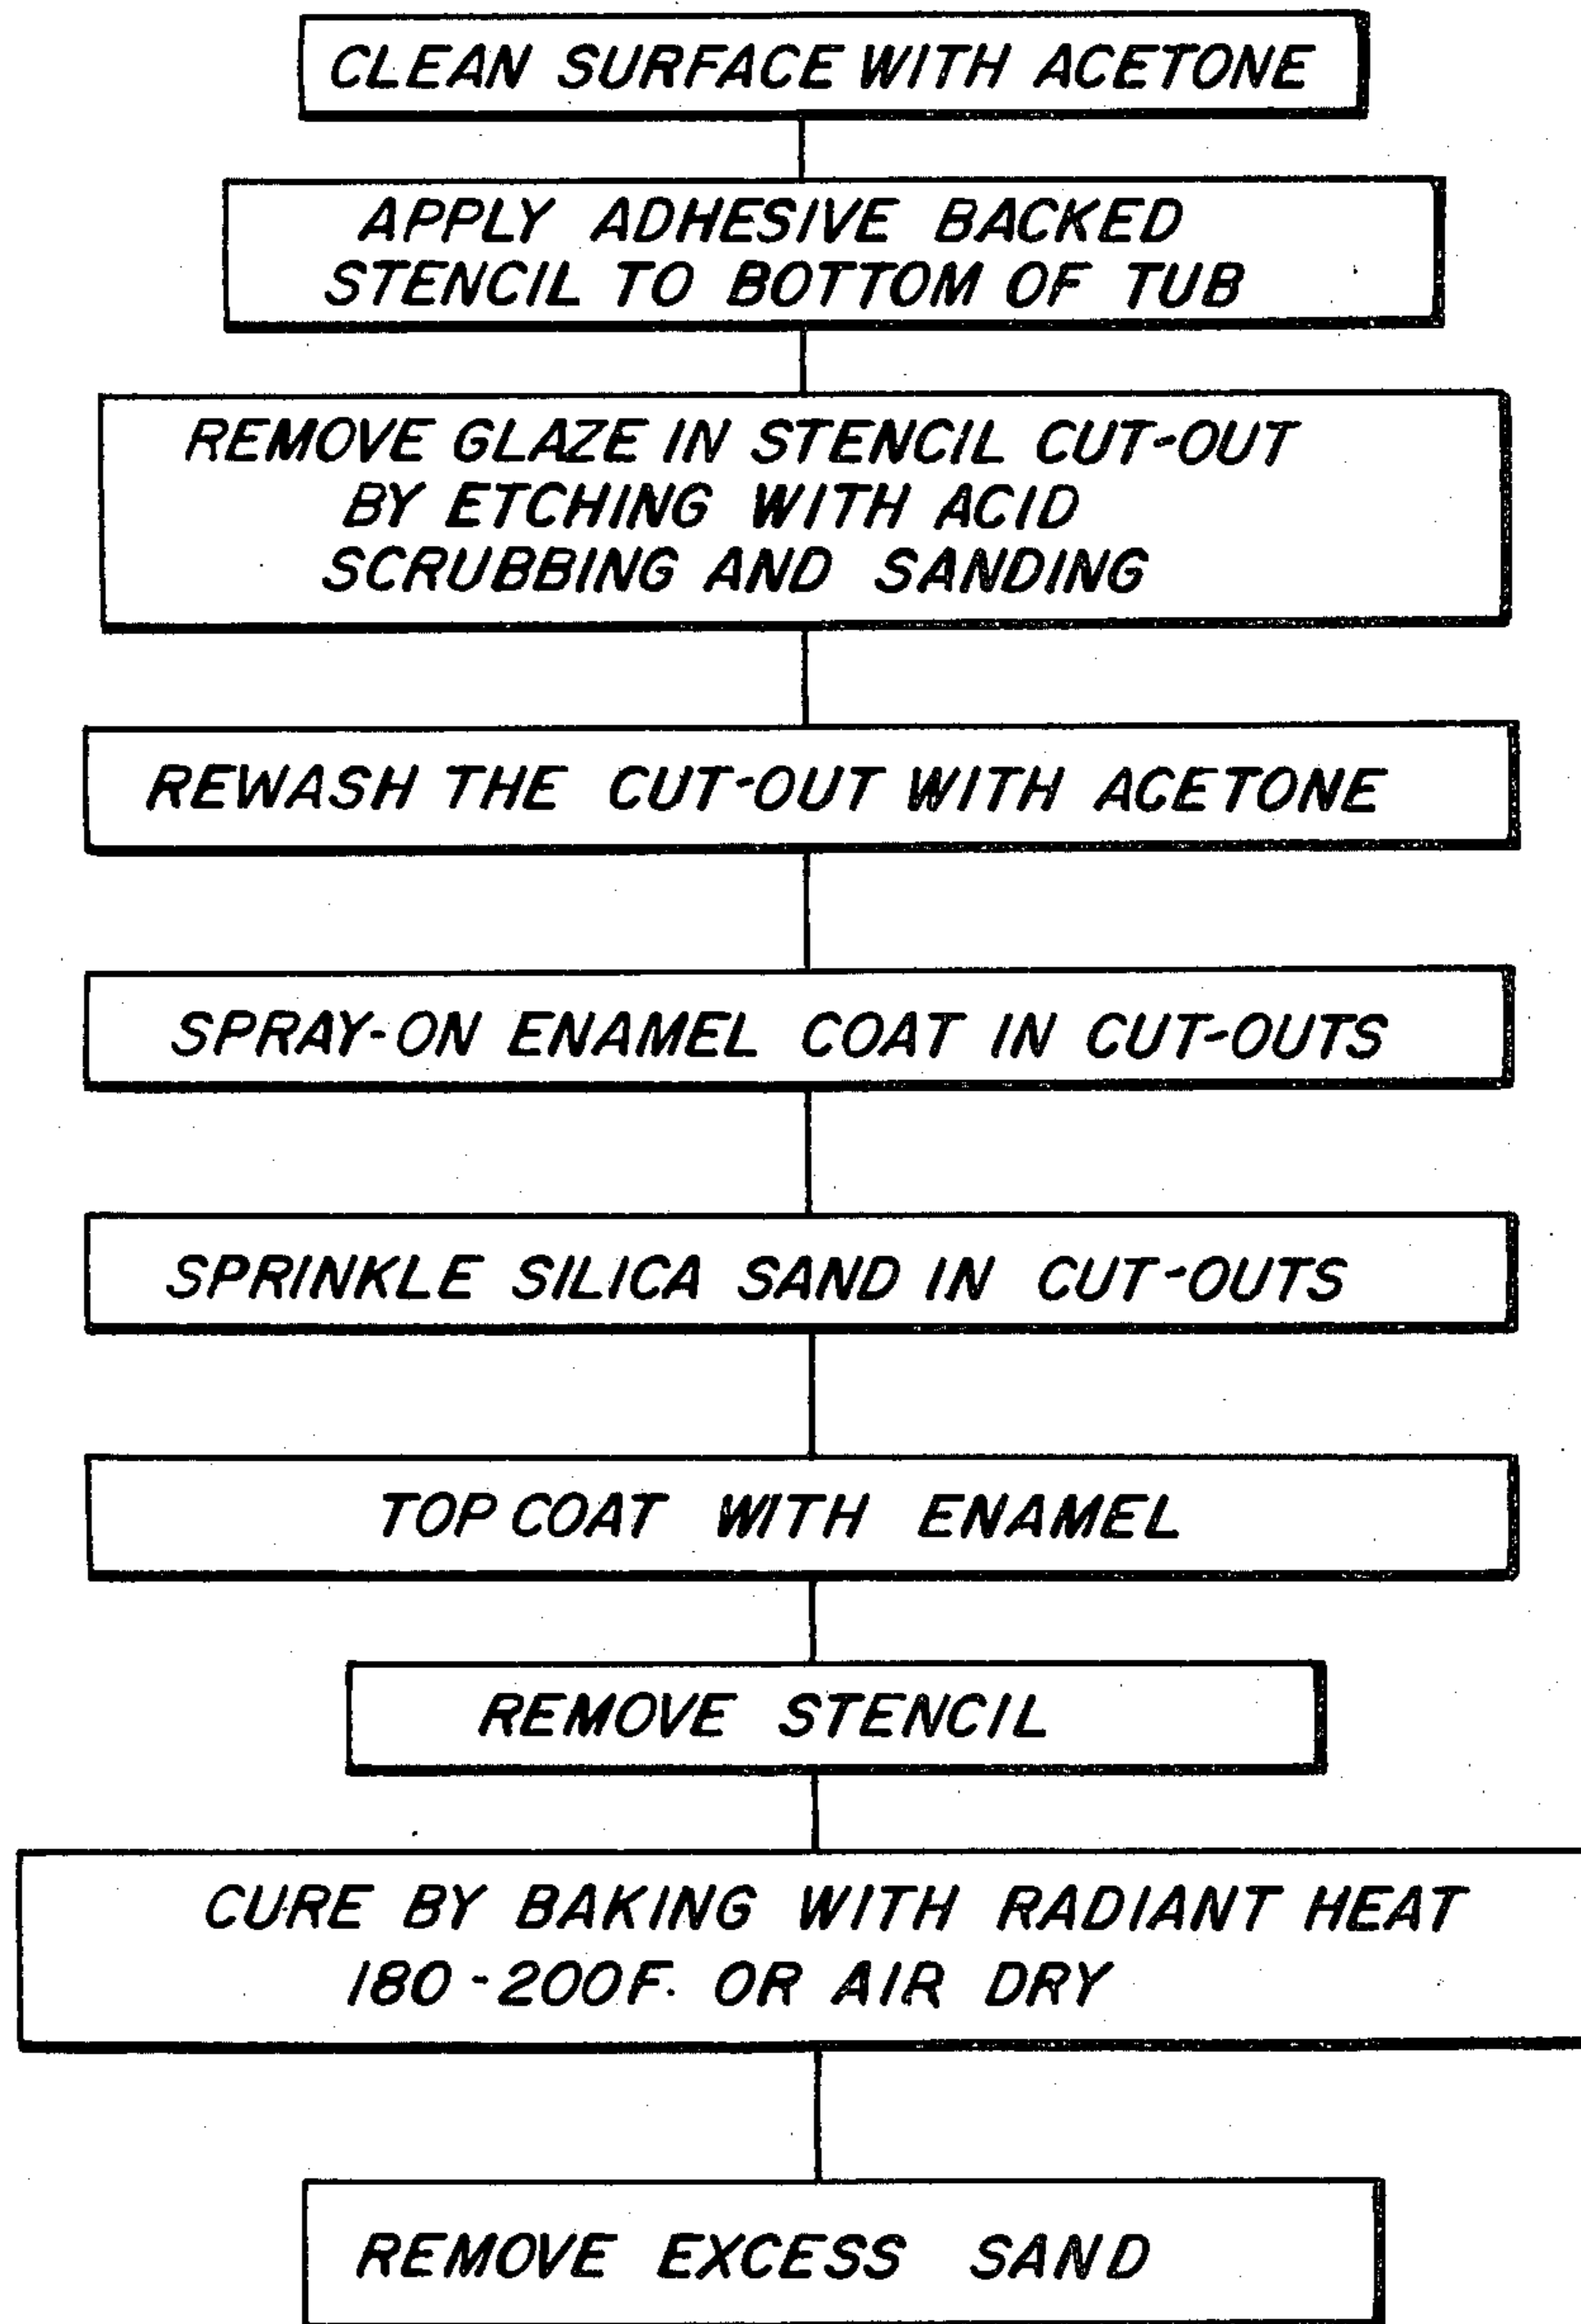 CLEAN SURFACE WITH ACETONE
APPLY ADHESIVE BACKED
STENCIL TO BOTTOM OF TUB
REMOVE GLAZE IN STENCIL CUT-OUT
BY ETCHING WITH ACID
SCRUBBING AND SANDING
REWASH THE CUT-OUT WITH ACETONE
SPRAY-ON ENAMEL COAT IN CUT-OUTS
SPRINKLE SILICA SAND IN CUT-OUTS
TOP COAT WITH ENAMEL
REMOVE STENCIL
CURE BY BAKING WITH RADIANT HEAT
180-200F. OR AIR DRY
REMOVE EXCESS SAND